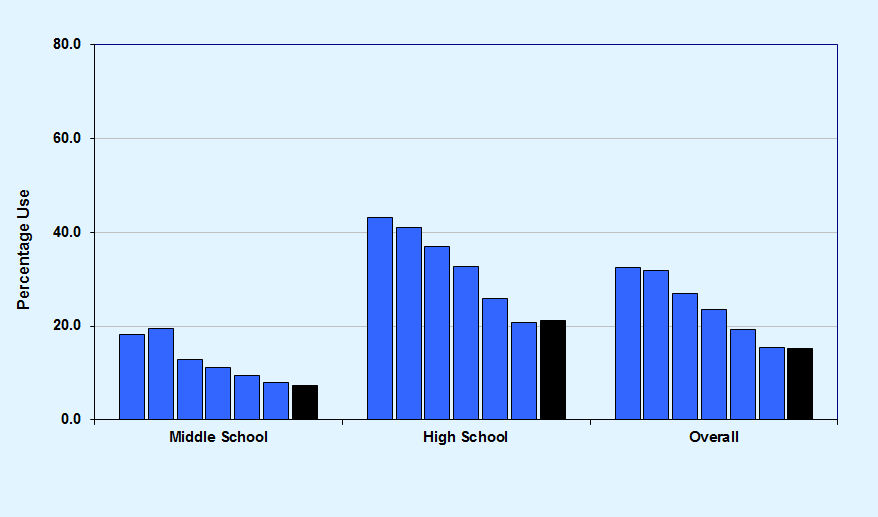 80.0
60.0
40.0
20.0
0.0
Percentage Use
Middle School
High School
Overall